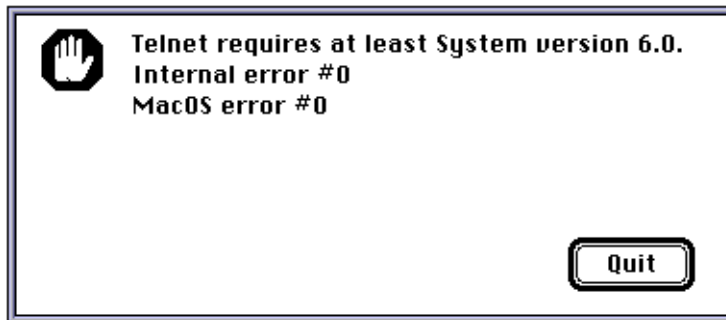 Telnet requires at least System version 6.0.
Internal error #0
MacOS error #0
Quit